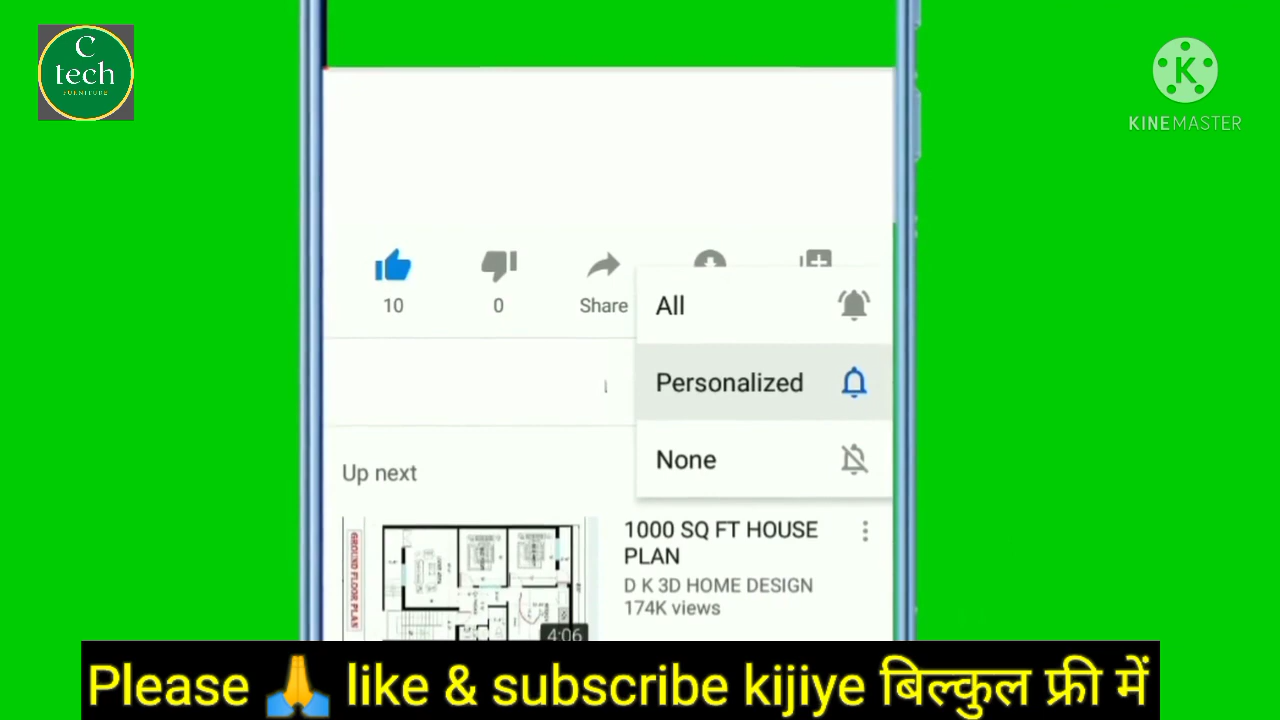 C
tech
FURNITURE
K
KINEMASTER
10
0
Share
All
Personalized
None
Up next
GROUND FLOOR PLAN
4:06
1000 SQ FT HOUSE
PLAN
D K 3D HOME DESIGN
174K views
Please 🙏 like & subscribe kijiye बिल्कुल फ्री में